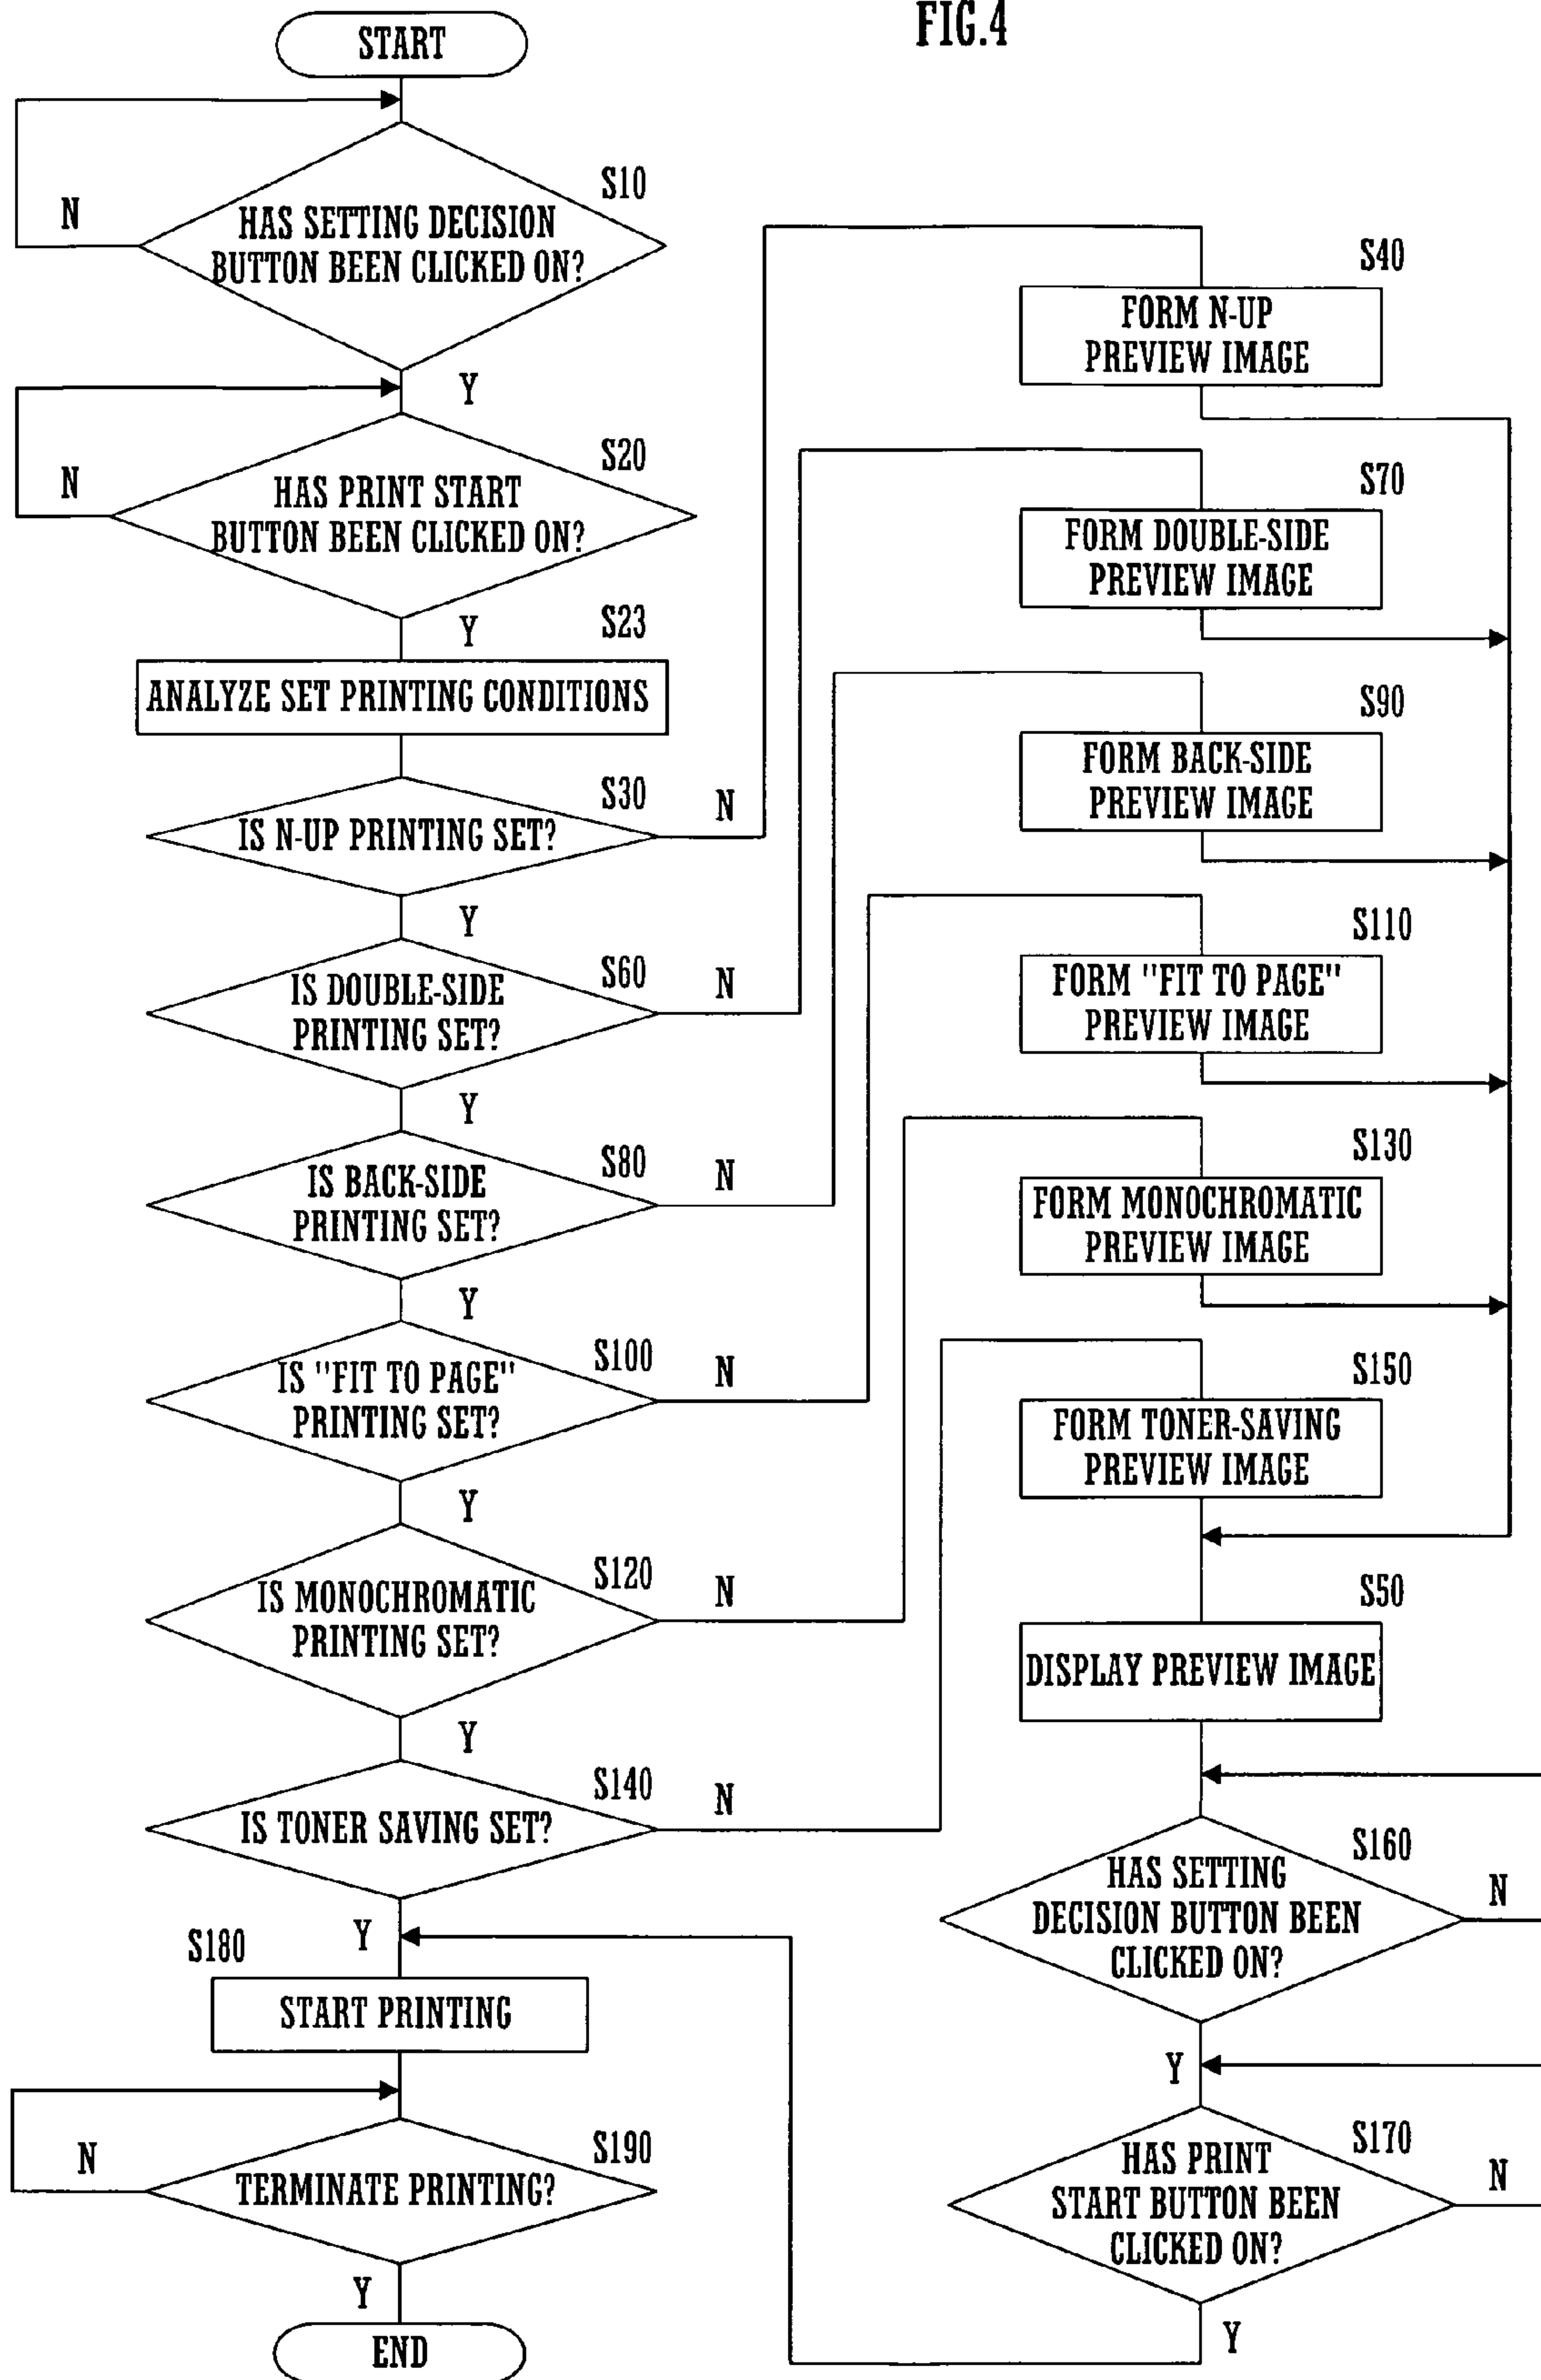 FIG.4
START
S10
N
HAS SETTING DECISION
BUTTON BEEN CLICKED ON?
Y
S20
N
HAS PRINT START
BUTTON BEEN CLICKED ON?
Y
S23
ANALYZE SET PRINTING CONDITIONS
S30
IS N-UP PRINTING SET?
N
Y
S60
IS DOUBLE-SIDE
PRINTING SET?
N
Y
S80
IS BACK-SIDE
PRINTING SET?
N
Y
S100
IS "FIT TO PAGE"
PRINTING SET?
N
Y
S120
IS MONOCHROMATIC
PRINTING SET?
N
Y
S140
IS TONER SAVING SET?
N
Y
S180
START PRINTING
S190
N
TERMINATE PRINTING?
Y
END
S40
FORM N-UP
PREVIEW IMAGE
S70
FORM DOUBLE-SIDE
PREVIEW IMAGE
S90
FORM BACK-SIDE
PREVIEW IMAGE
S110
FORM "FIT TO PAGE"
PREVIEW IMAGE
S130
FORM MONOCHROMATIC
PREVIEW IMAGE
S150
FORM TONER-SAVING
PREVIEW IMAGE
S50
DISPLAY PREVIEW IMAGE
S160
HAS SETTING
DECISION BUTTON BEEN
CLICKED ON?
N
Y
S170
HAS PRINT
START BUTTON BEEN
CLICKED ON?
N
Y